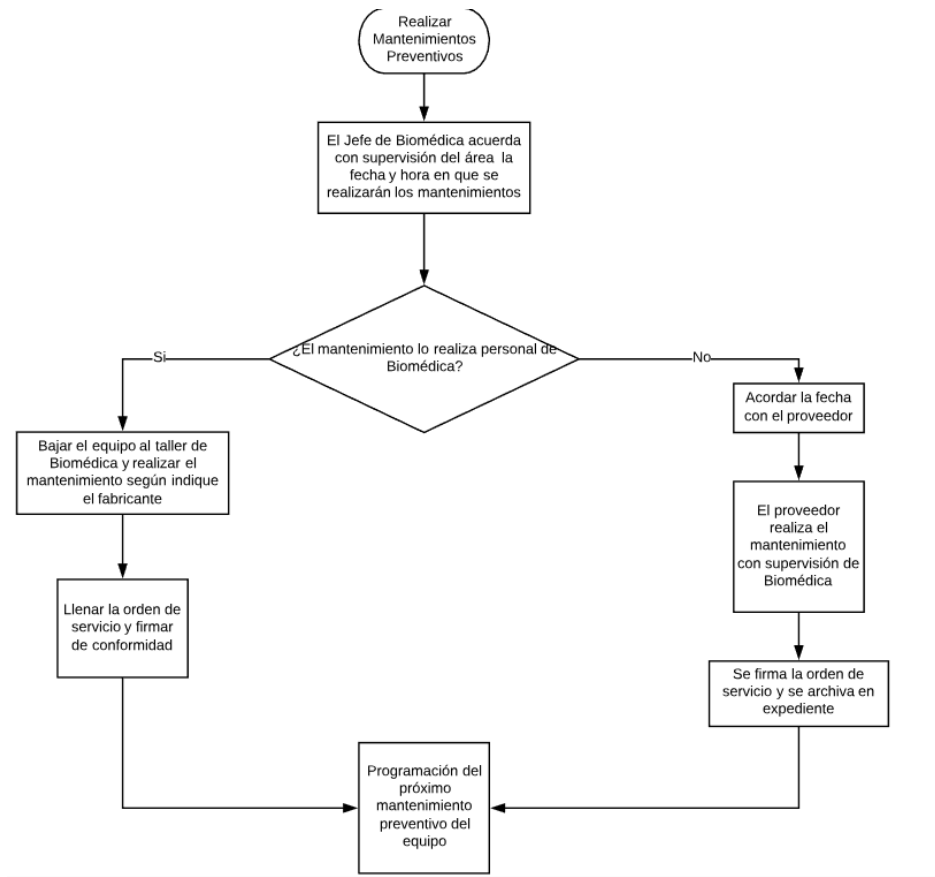 Realizar
Mantenimientos
Preventivos
El Jefe de Biomédica acuerda
con supervisión del área la
fecha y hora en que se
realizarán los mantenimientos
¿El mantenimiento lo realiza personal de
Biomédica?
Si
No
Bajar el equipo al taller de
Biomédica y realizar el
mantenimiento según indique
el fabricante
Llenar la orden de
servicio y firmar
de conformidad
Acordar la fecha
con el proveedor
El proveedor
realiza el
mantenimiento
con supervisión de
Biomédica
Se firma la orden de
servicio y se archiva en
expediente
Programación del
próximo
mantenimiento
preventivo del
equipo